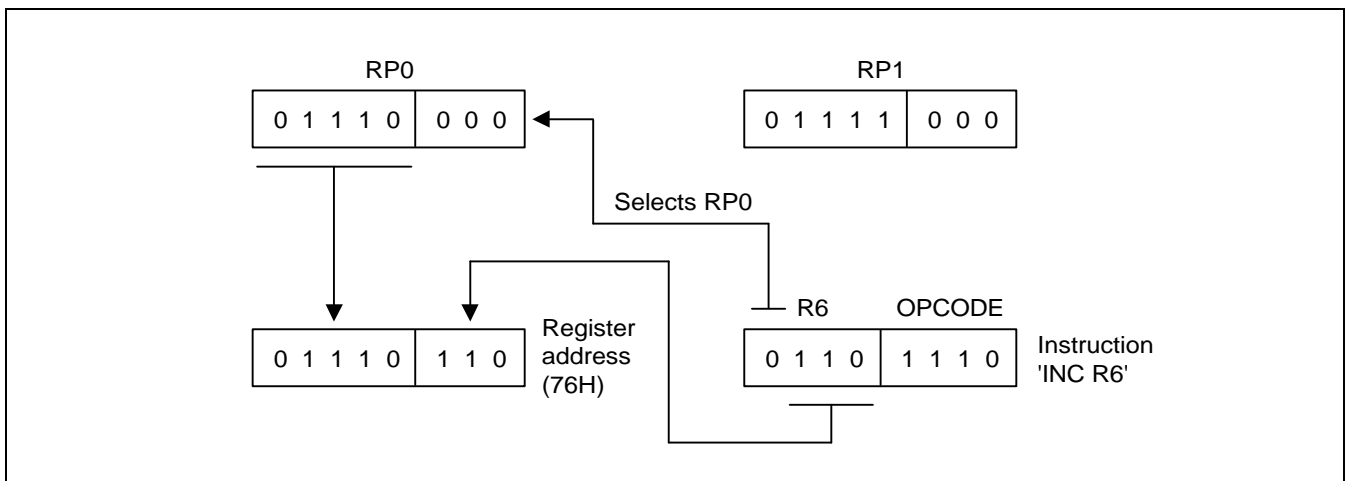 RP0
RP1
0 1 1 1 0 0 0 0
0 1 1 1 1 0 0 0
Selects RP0
R6 OPCODE
0 1 1 1 0 1 1 0
Register
address
(76H)
0 1 1 0 1 1 1 0
Instruction
'INC R6'